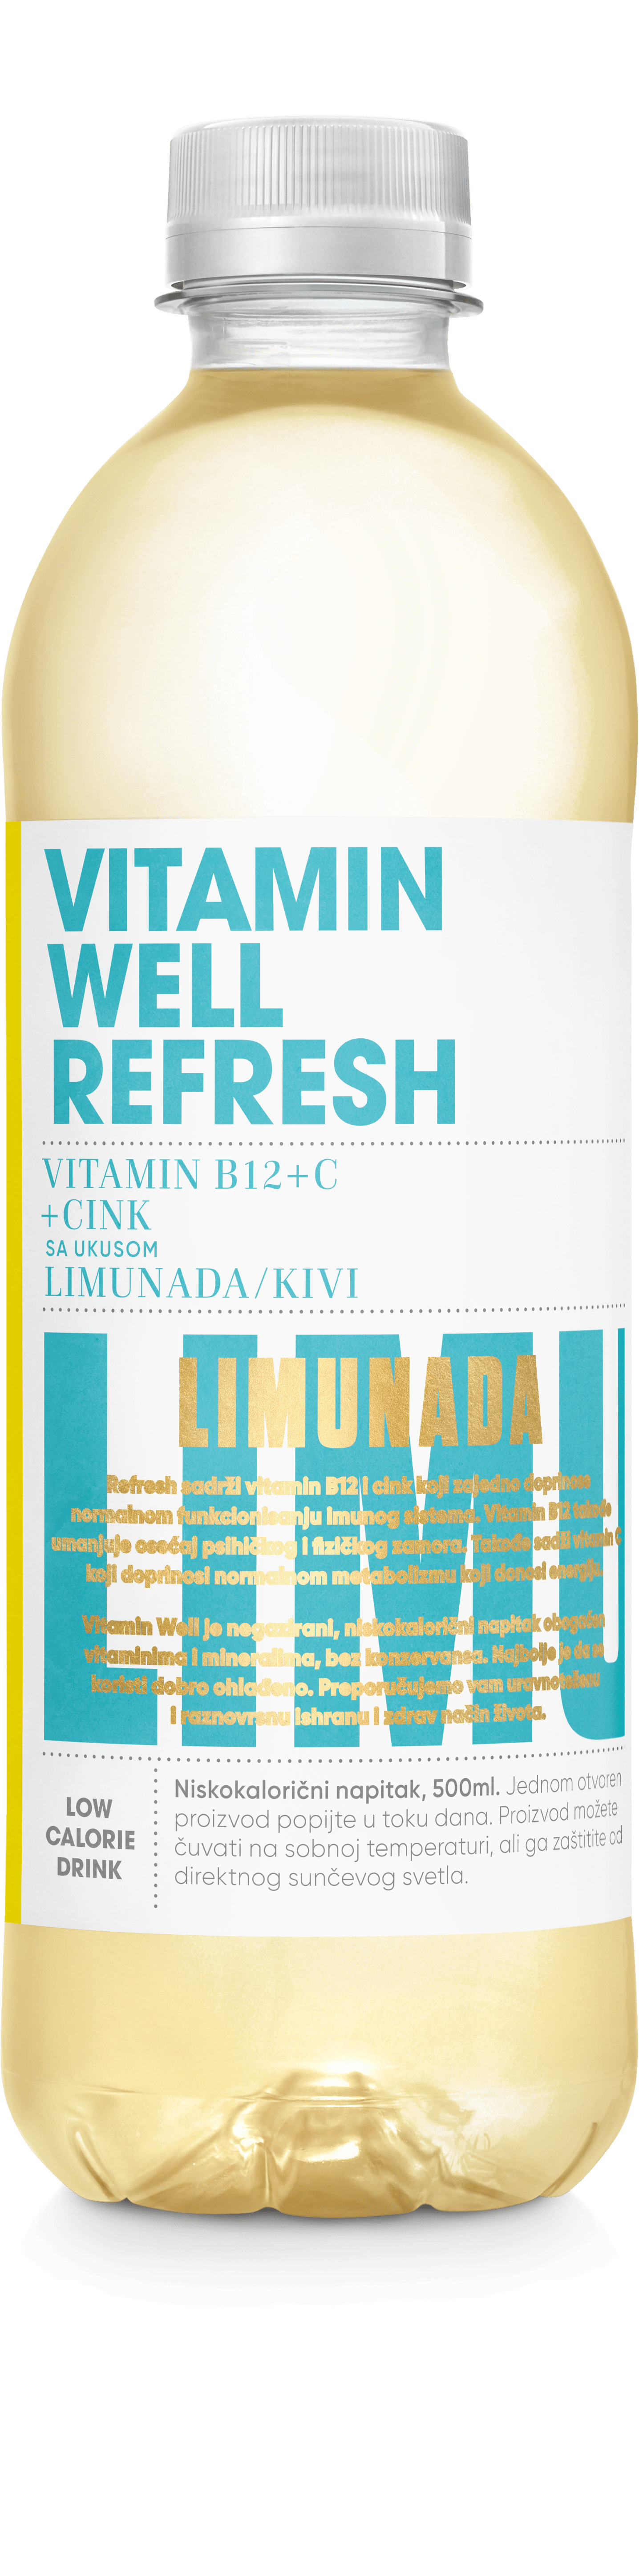 VITAMIN
WELL
REFRESH
VITAMIN B12+C
+CINK
SA UKUSOM
LIMUNADA/KIVI
LIMU
LIMUNADA
Refresh sadrži vitamin B12 i cink koji zajedno doprinose
normalnom funkcionisanju imunog sistema. Vitamin B12 takođe
umanjuje osećaj psihičkog i fizičkog zamora. Takođe sadži vitamin C
koji doprinosi normalnom metabolizmu koji donosi energiju.
Vitamin Well je negazirani, niskokalorični napitak obogaćen
vitaminima i mineralima, bez konzervansa. Najbolje je da se
koristi dobro ohlađeno. Preporučujemo vam uravnoteženu
i raznovrsnu ishranu i zdrav način života.
LOW
CALORIE
DRINK
Niskokalorični napitak, 500ml. Jednom otvoren
proizvod popijte u toku dana. Proizvod možete
čuvati na sobnoj temperaturi, ali ga zaštitite od
direktnog sunčevog svetla.